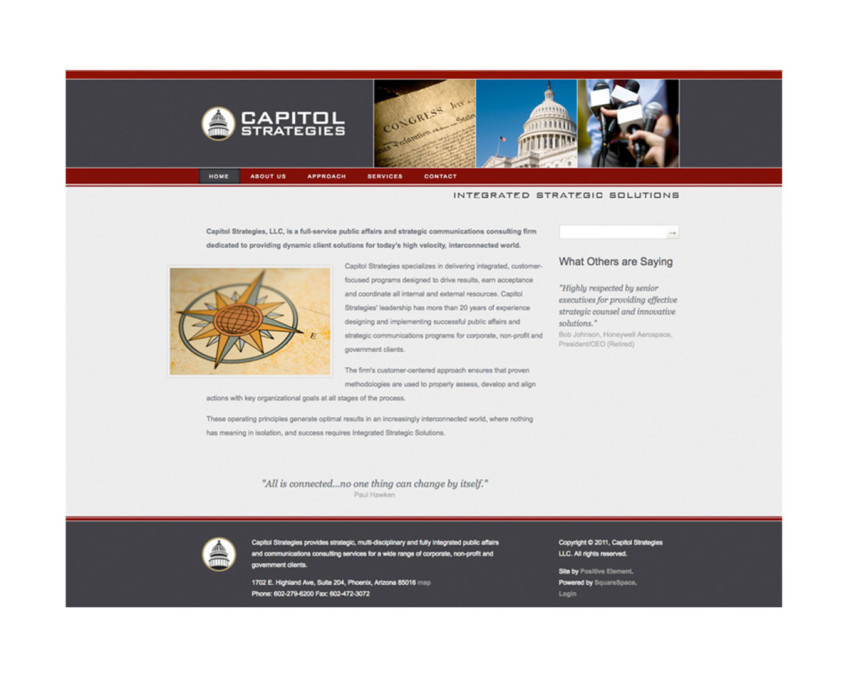 CAPITOL
STRATEGIES
CONGRESS
HOME ABOUT US APPROACH SERVICES CONTACT
INTEGRATED STRATEGIC SOLUTIONS
Capitol Strategies, LLC, is a full-service public affairs and strategic communications consulting firm
dedicated to providing dynamic client solutions for today's high velocity, interconnected world.
Capitol Strategies specializes in delivering integrated, customer-
focused programs designed to drive results, earn acceptance
and coordinate all internal and external resources. Capitol
Strategies' leadership has more than 20 years of experience
designing and implementing successful public affairs and
strategic communications programs for corporate, non-profit and
government clients.
E
The firm's customer-centered approach ensures that proven
methodologies are used to properly assess, develop and align
actions with key organizational goals at all stages of the process.
These operating principles generate optimal results in an increasingly interconnected world, where nothing
has meaning in isolation, and success requires Integrated Strategic Solutions.
"All is connected...no one thing can change by itself."
Paul Hawken
What Others are Saying
"Highly respected by senior
executives for providing effective
strategic counsel and innovative
solutions."
Bob Johnson, Honeywell Aerospace,
President/CEO (Retired)
Capitol Strategies provides strategic, multi-disciplinary and fully integrated public affairs
and communications consulting services for a wide range of corporate, non-profit and
government clients.
1702 E. Highland Ave, Suite 204, Phoenix, Arizona 85016 map
Phone: 602-279-6200 Fax: 602-472-3072
Copyright © 2011, Capitol Strategies
LLC. All rights reserved.
Site by Positive Element.
Powered by SquareSpace.
Login